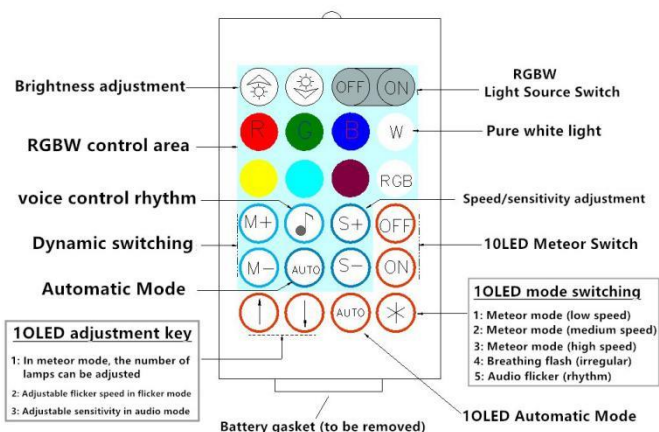 Brightness adjustment
OFF ON
RGBW
Light Source Switch
R G B W
Pure white light
RGBW control area
RGB
voice control rhythm
Speed/sensitivity adjustment
M+ S+ OFF
Dynamic switching
10LED Meteor Switch
M- AUTO S- ON
Automatic Mode
AUTO
10LED mode switching
1: Meteor mode (low speed)
2: Meteor mode (medium speed)
3: Meteor mode (high speed)
4: Breathing flash (irregular)
5: Audio flicker (rhythm)
10LED adjustment key
1: In meteor mode, the number of
lamps can be adjusted
2: Adjustable flicker speed in flicker mode
3: Adjustable sensitivity in audio mode
10LED Automatic Mode
Battery gasket (to be removed)